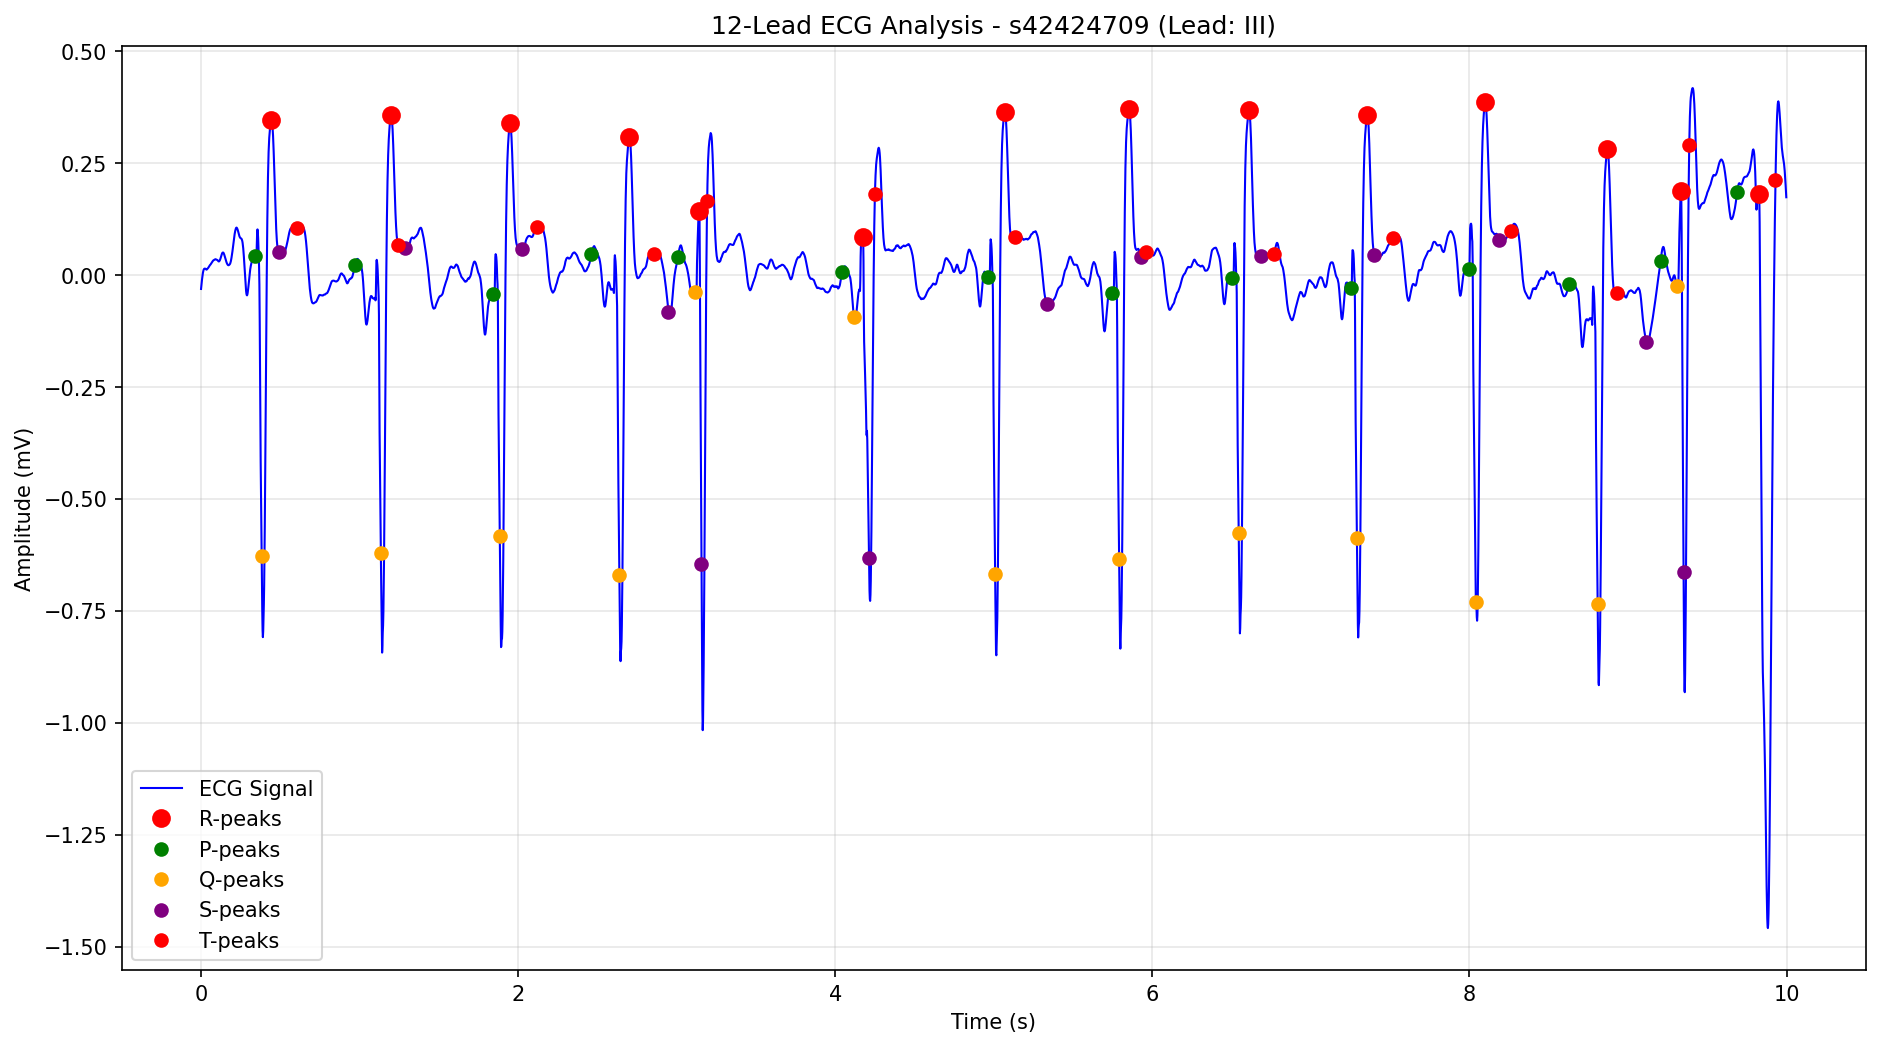 12-Lead ECG Analysis - s42424709 (Lead: III)
Amplitude (mV)
0.50
0.25
0.00
−0.25
−0.50
−0.75
−1.00
−1.25
−1.50
ECG Signal
R-peaks
P-peaks
Q-peaks
S-peaks
T-peaks
0 2 4 6 8 10
Time (s)